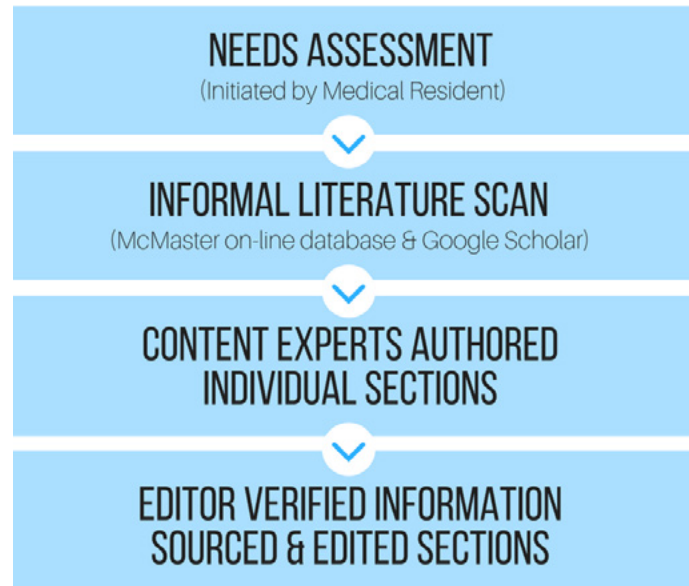 NEEDS ASSESSMENT
(Initiated by Medical Resident)
INFORMAL LITERATURE SCAN
(McMaster on-line database & Google Scholar)
CONTENT EXPERTS AUTHORED
INDIVIDUAL SECTIONS
EDITOR VERIFIED INFORMATION
SOURCED & EDITED SECTIONS